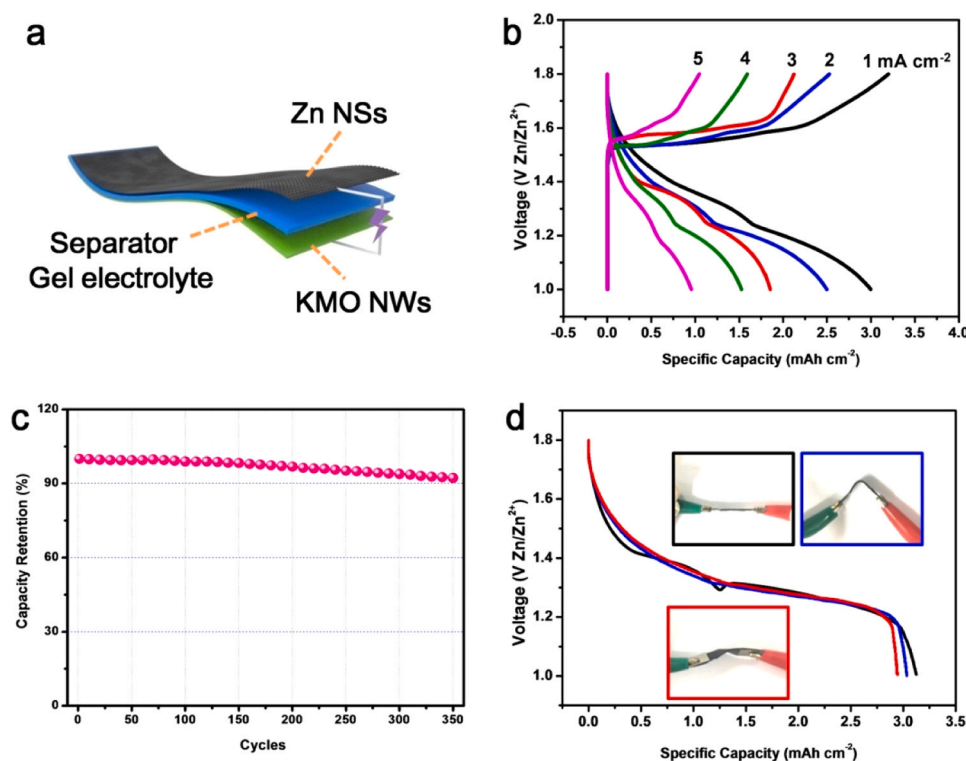 a
Zn NSs
Separator
Gel electrolyte
KMO NWs
b
Voltage (V Zn/Zn²⁺)
2.0
1.8
1.6
1.4
1.2
1.0
5 4 3 2 1 mA cm⁻²
-0.5 0.0 0.5 1.0 1.5 2.0 2.5 3.0 3.5 4.0
Specific Capacity (mAh cm⁻²)
c
Capacity Retention (%)
120
90
60
30
0
0 50 100 150 200 250 300 350
Cycles
d
Voltage (V Zn/Zn²⁺)
1.8
1.6
1.4
1.2
1.0
0.0 0.5 1.0 1.5 2.0 2.5 3.0 3.5
Specific Capacity (mAh cm⁻²)